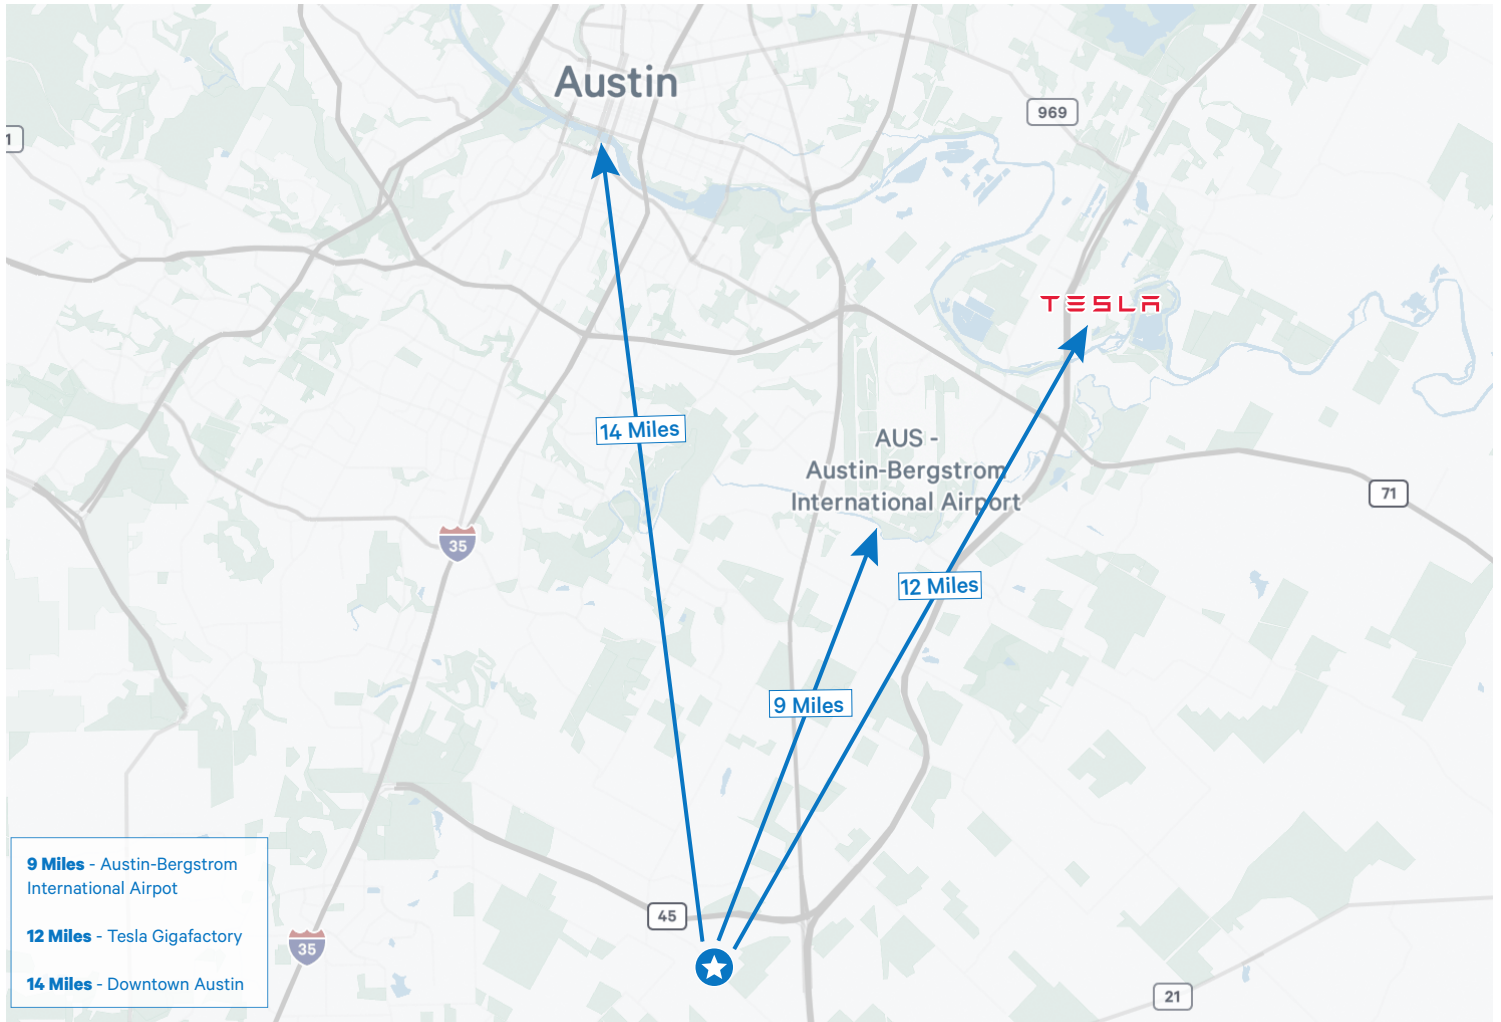 Austin
969
1
TESLA
14 Miles
AUS -
Austin-Bergstrom
International Airport
71
35
12 Miles
9 Miles
9 Miles - Austin-Bergstrom
International Airpot
12 Miles - Tesla Gigafactory
14 Miles - Downtown Austin
45
35
21